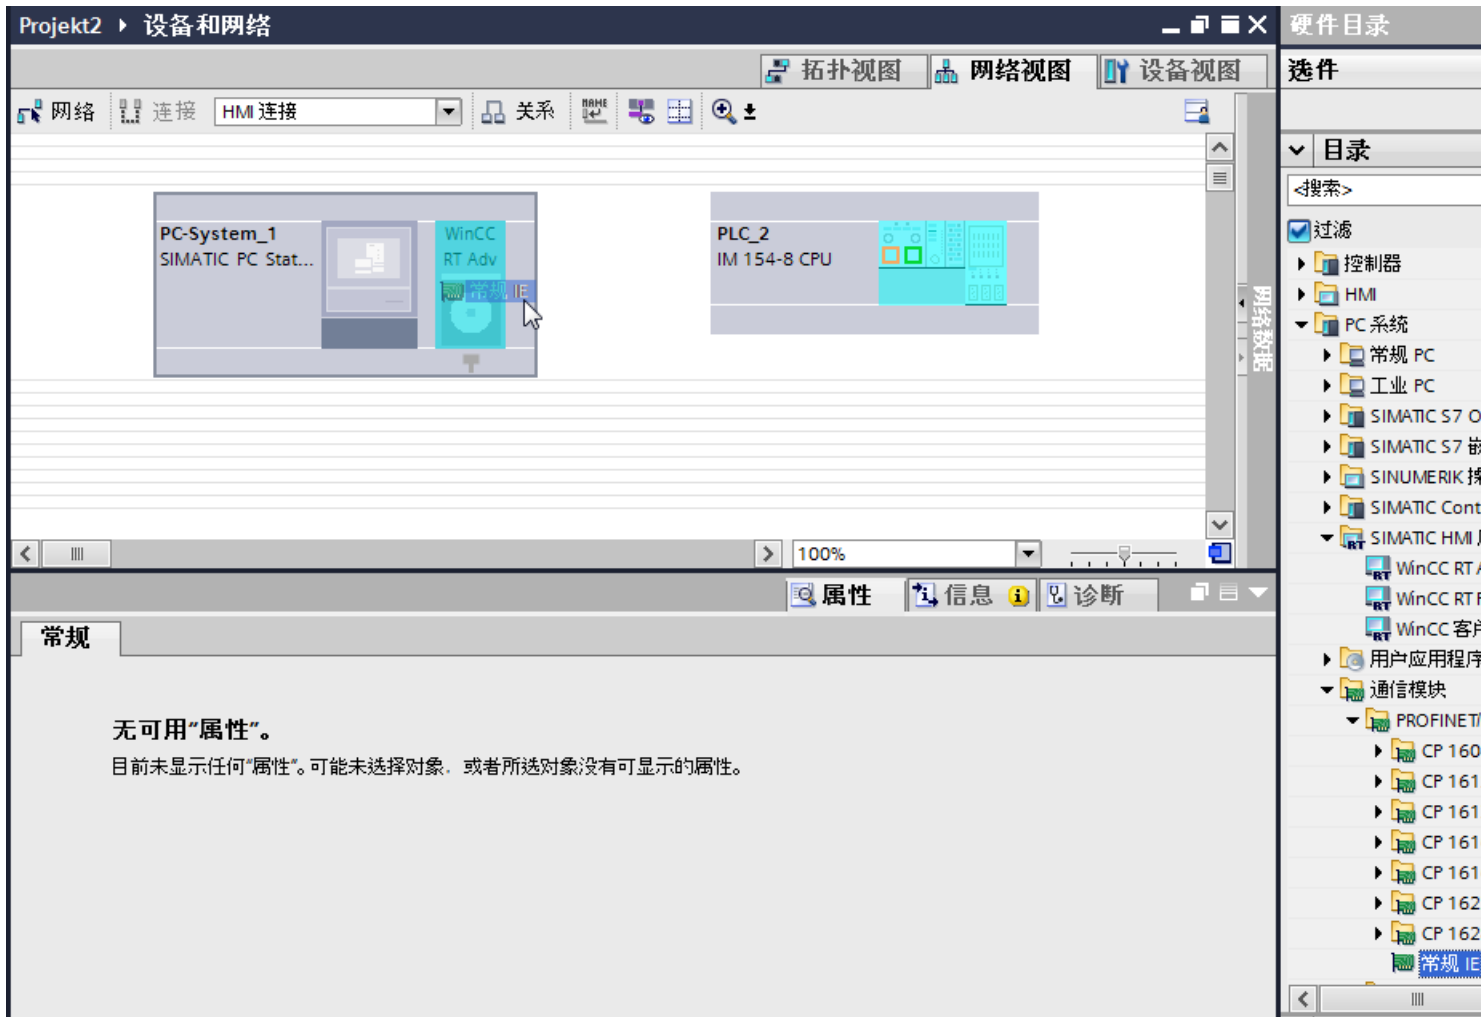 Projekt2 ▸ 设备和网络
拓扑视图
网络视图
设备视图
网络
连接
HMI 连接
关系
NAME
PC-System_1
SIMATIC PC Stat...
WinCC
RT Adv
常规 IE
PLC_2
IM 154-8 CPU
网络数据
100%
属性
信息
诊断
常规
无可用"属性"。
目前未显示任何"属性"。可能未选择对象，或者所选对象没有可显示的属性。
硬件目录
选件
目录
<搜索>
过滤
控制器
HMI
PC 系统
常规 PC
工业 PC
SIMATIC S7 O
SIMATIC S7 嵌
SINUMERIK 操
SIMATIC Cont
SIMATIC HMI
WinCC RT A
WinCC RT
WinCC 客户
用户应用程序
通信模块
PROFINET/
CP 160
CP 161
CP 161
CP 161
CP 161
CP 162
CP 162
常规 IE